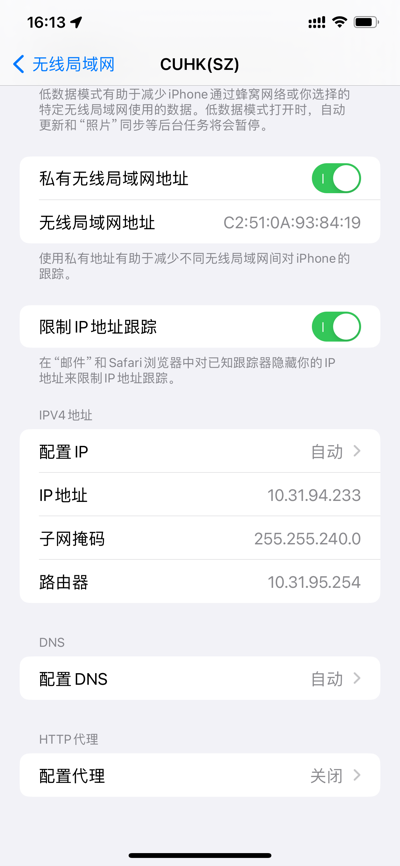 16:13
无线局域网
CUHK(SZ)
低数据模式有助于减少iPhone通过蜂窝网络或你选择的
特定无线局域网使用的数据。低数据模式打开时，自动
更新和“照片”同步等后台任务将会暂停。
私有无线局域网地址
无线局域网地址 C2:51:0A:93:84:19
使用私有地址有助于减少不同无线局域网间对iPhone的
跟踪。
限制IP地址跟踪
在“邮件”和Safari浏览器中对已知跟踪器隐藏你的IP
地址来限制IP地址跟踪。
IPV4地址
配置IP 自动
IP地址 10.31.94.233
子网掩码 255.255.240.0
路由器 10.31.95.254
DNS
配置DNS 自动
HTTP代理
配置代理 关闭